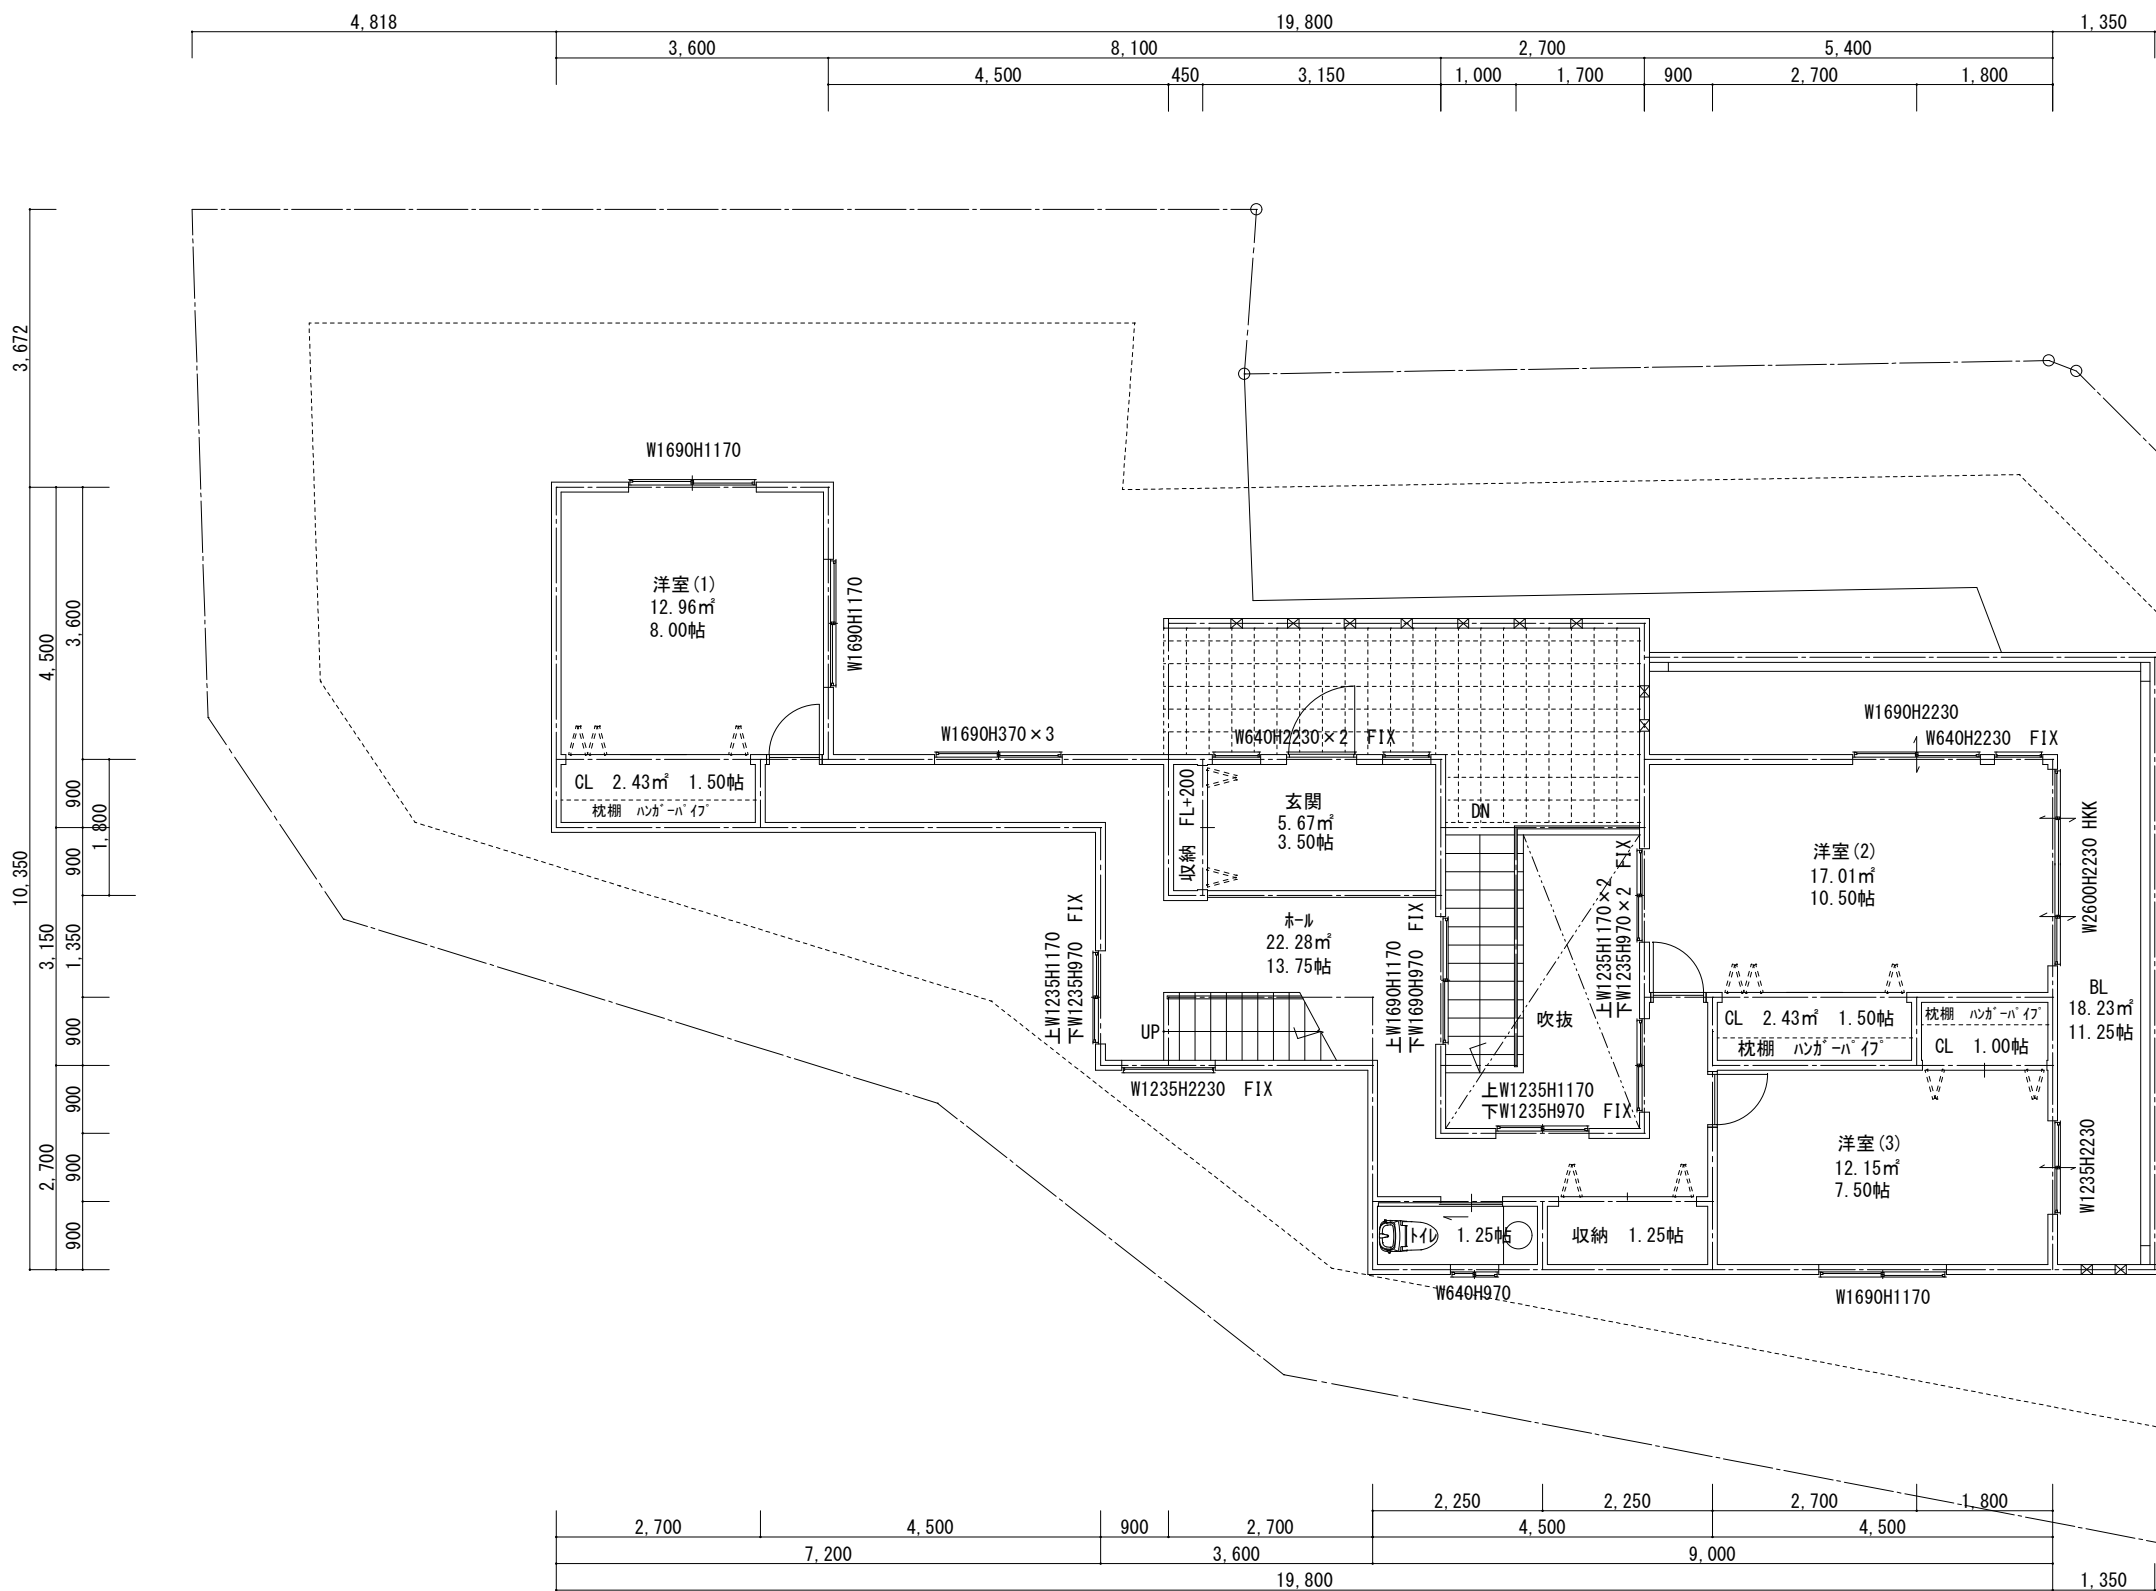 4,818 19,800 1,350
3,600 8,100 2,700 5,400
4,500 450 3,150 1,000 1,700 900 2,700 1,800
3,672
4,500
3,600
10,350
900
1,800
900
3,150
1,350
900
2,700
900
900
900
W1690H1170
洋室(1)
12.96㎡
8.00帖
W1690H1170
CL 2.43㎡ 1.50帖
枕棚 ﾊﾝｶﾞｰﾊﾟｲﾌﾟ
W1690H370×3
W640H2230×2 FIX
収納 FL+200
玄関
5.67㎡
3.50帖
DN
ホール
22.28㎡
13.75帖
上W1235H1170
下W1235H970 FIX
UP
W1235H2230 FIX
上W1690H1170
下W1690H970 FIX
吹抜
上W1235H1170×2
下W1235H970×2 FIX
上W1235H1170
下W1235H970 FIX
W1690H2230
W640H2230 FIX
洋室(2)
17.01㎡
10.50帖
W2600H2230 HKK
CL 2.43㎡ 1.50帖
枕棚 ﾊﾝｶﾞｰﾊﾟｲﾌﾟ
枕棚 ﾊﾝｶﾞｰﾊﾟｲﾌﾟ
CL 1.00帖
BL
18.23㎡
11.25帖
洋室(3)
12.15㎡
7.50帖
W1235H2230
トイレ 1.25帖
収納 1.25帖
W640H970
W1690H1170
2,250 2,250 2,700 1,800
2,700 4,500 900 2,700 4,500 4,500
7,200 3,600 9,000
19,800 1,350